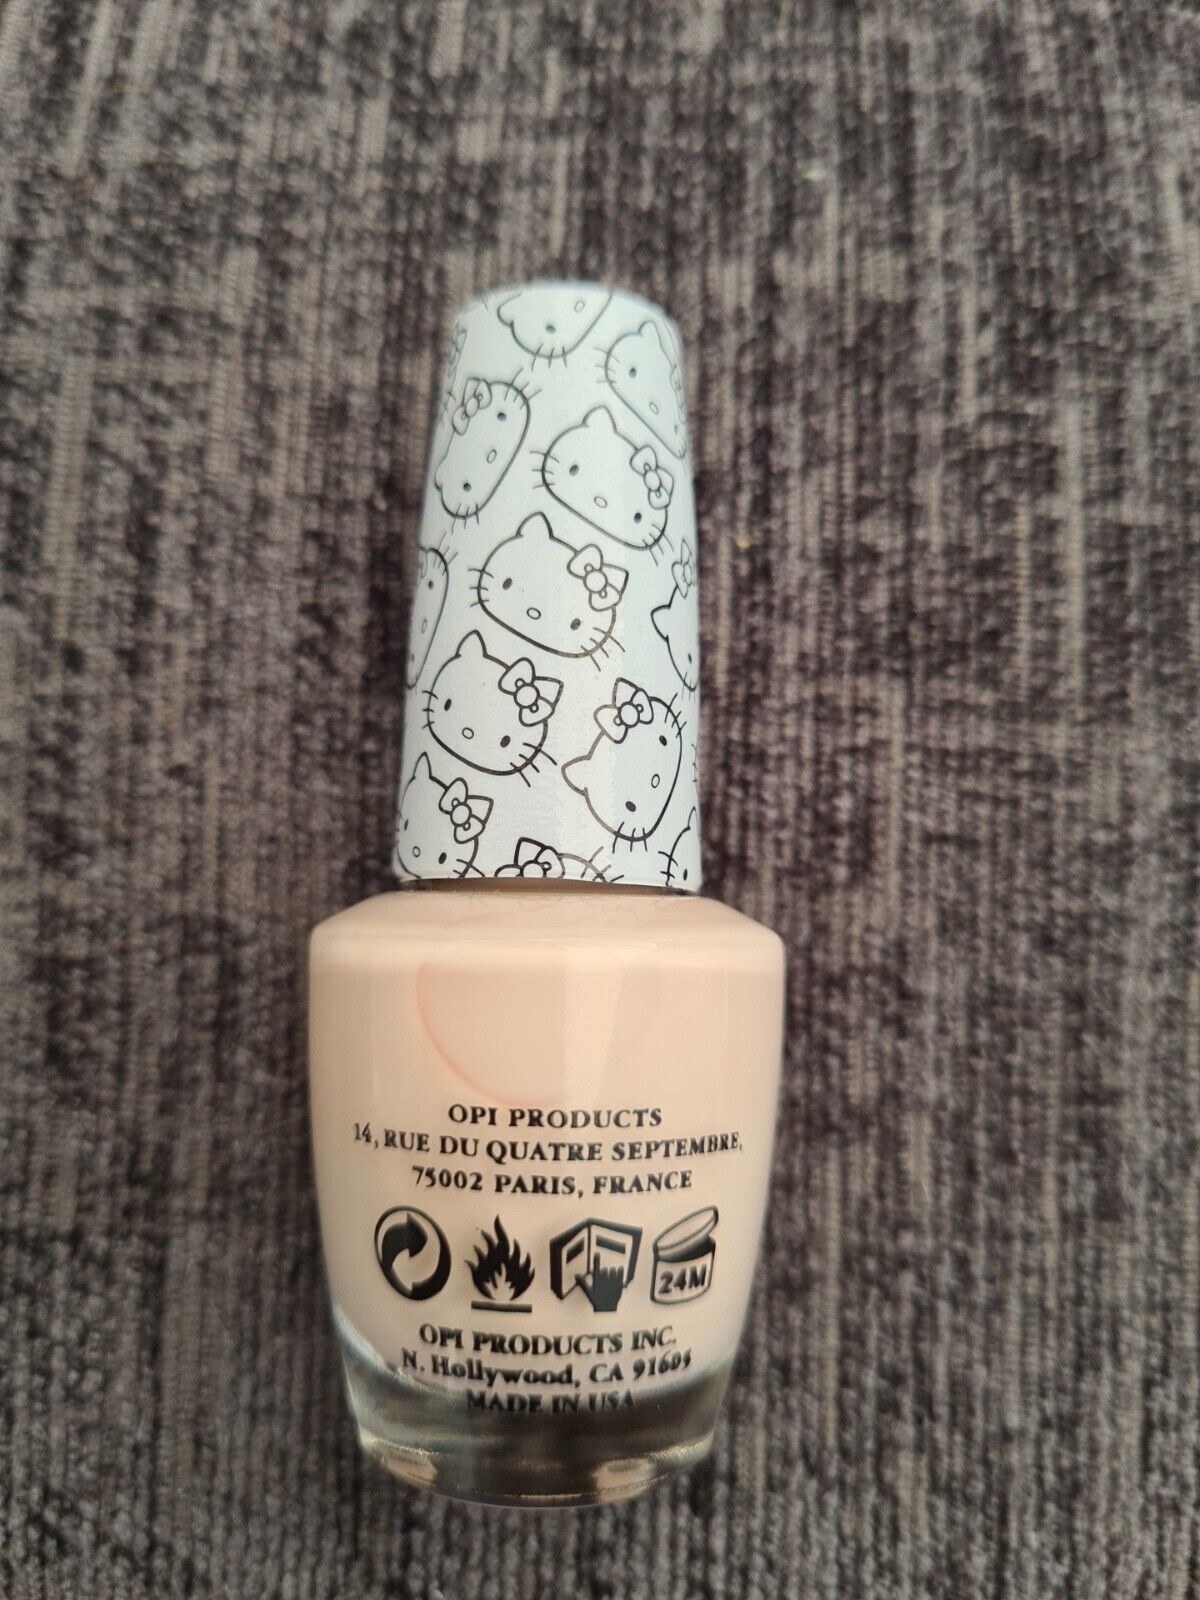 OPI PRODUCTS
14, RUE DU QUATRE SEPTEMBRE,
75002 PARIS, FRANCE
24M
OPI PRODUCTS INC.
N. Hollywood, CA 91605
MADE IN USA